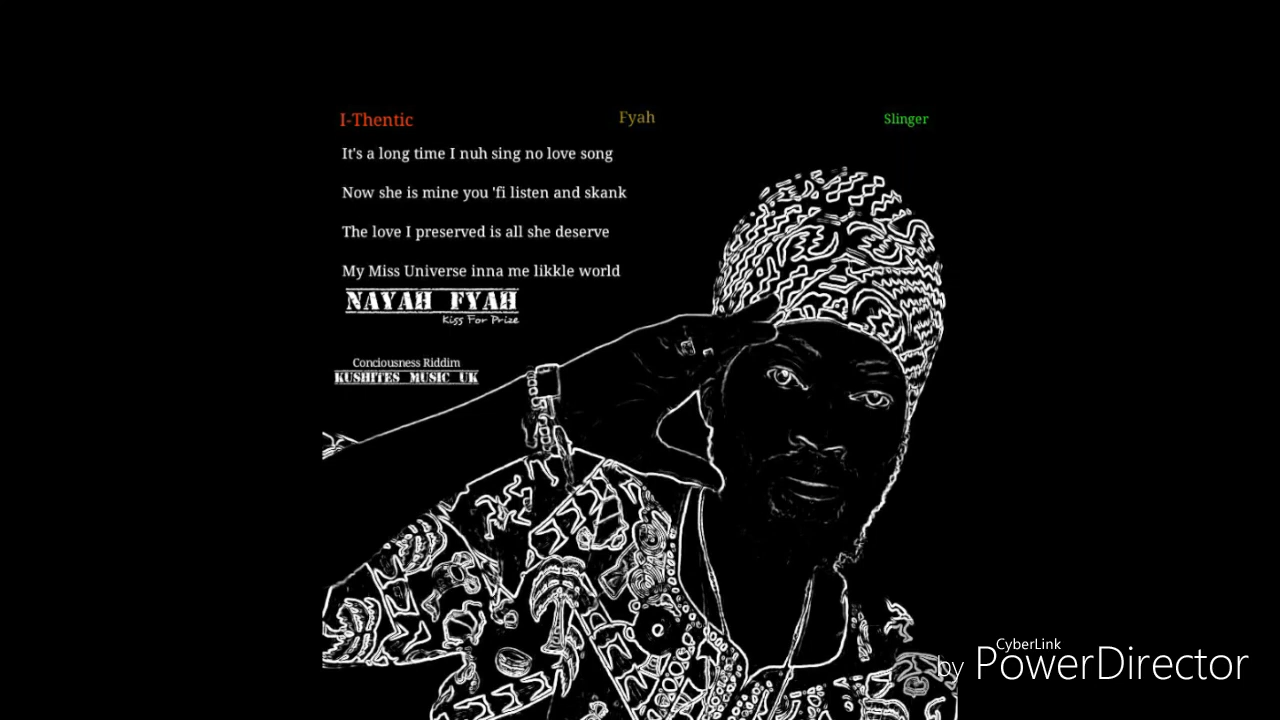 I-Thentic Fyah Slinger
It's a long time I nuh sing no love song
Now she is mine you 'fi listen and skank
The love I preserved is all she deserve
My Miss Universe inna me likkle world
NAYAH FYAH
Kiss For Prize
Conciousness Riddim
KUSHITES MUSIC UK
CyberLink
by PowerDirector